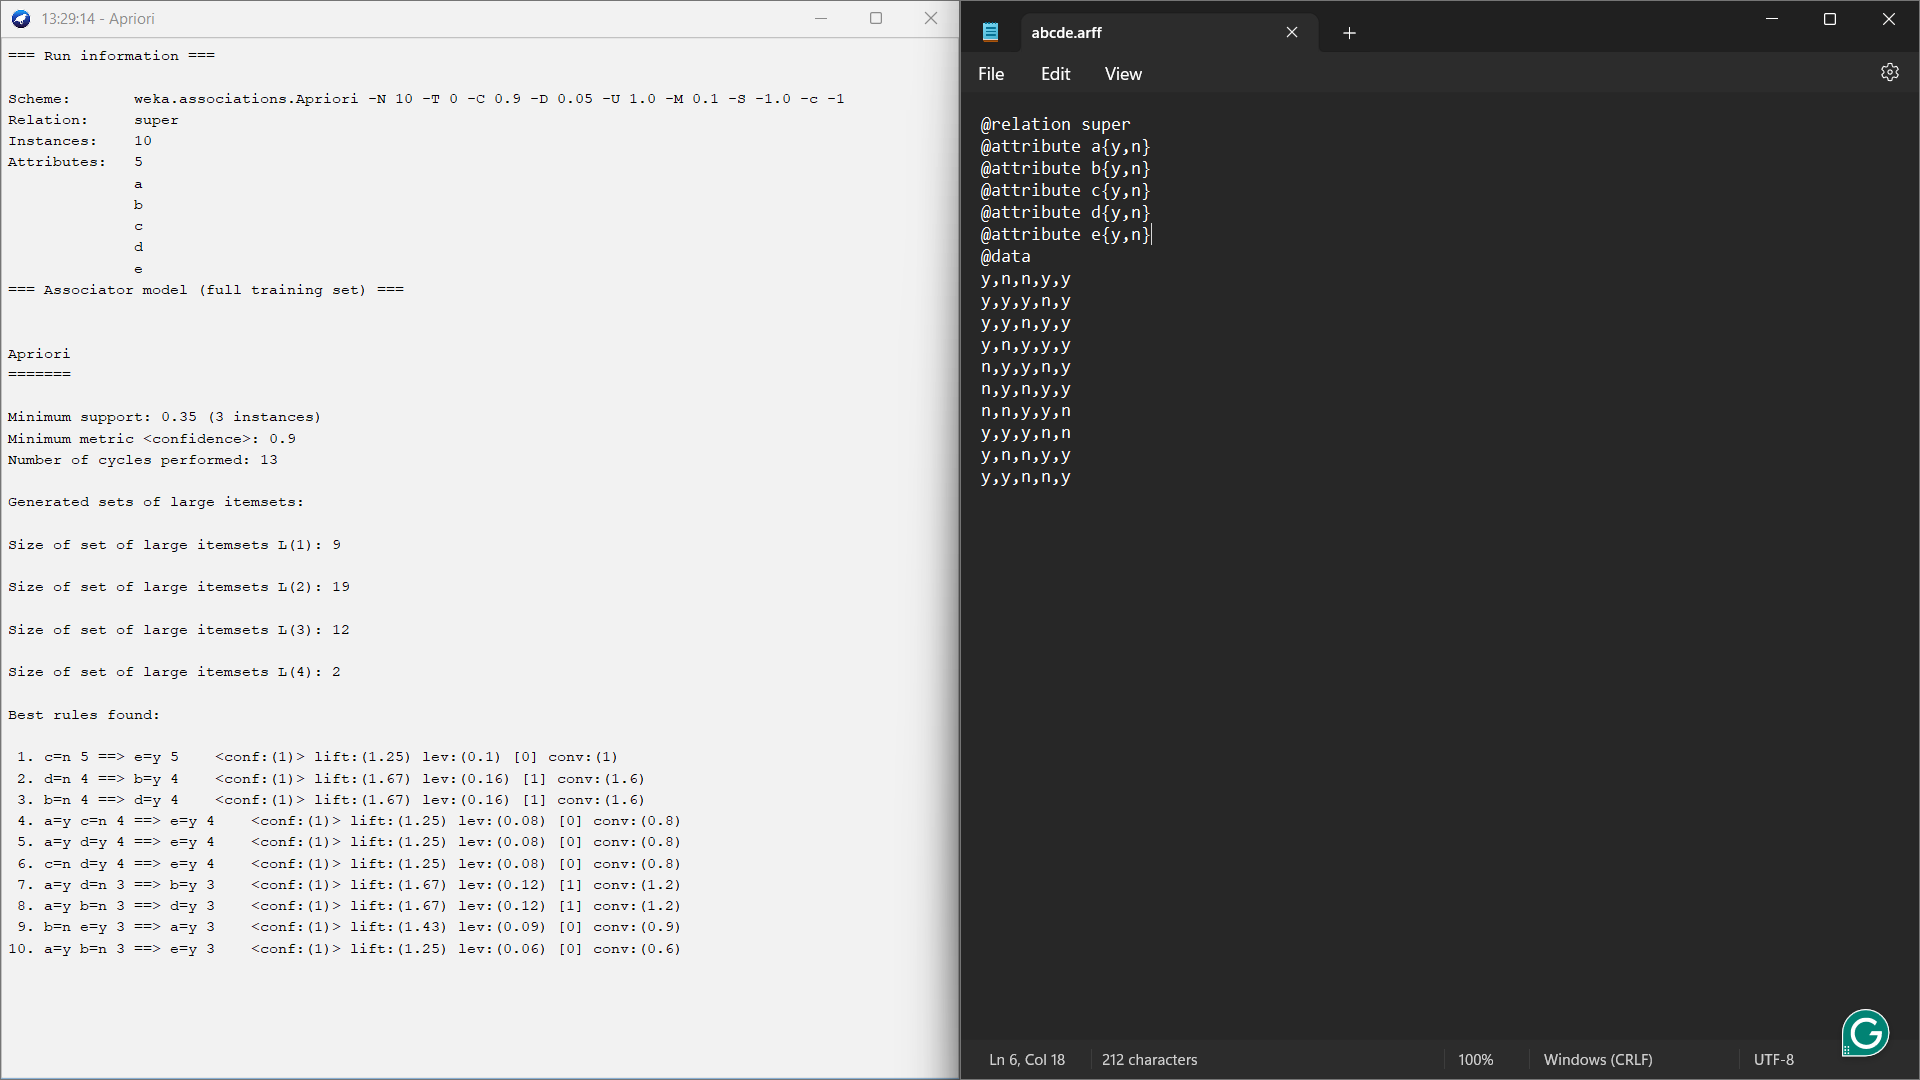 13:29:14 - Apriori
=== Run information ===
Scheme: weka.associations.Apriori -N 10 -T 0 -C 0.9 -D 0.05 -U 1.0 -M 0.1 -S -1.0 -c -1
Relation: super
Instances: 10
Attributes: 5
a
b
c
d
e
=== Associator model (full training set) ===
Apriori
=======
Minimum support: 0.35 (3 instances)
Minimum metric <confidence>: 0.9
Number of cycles performed: 13
Generated sets of large itemsets:
Size of set of large itemsets L(1): 9
Size of set of large itemsets L(2): 19
Size of set of large itemsets L(3): 12
Size of set of large itemsets L(4): 2
Best rules found:
1. c=n 5 ==> e=y 5 <conf:(1)> lift:(1.25) lev:(0.1) [0] conv:(1)
2. d=n 4 ==> b=y 4 <conf:(1)> lift:(1.67) lev:(0.16) [1] conv:(1.6)
3. b=n 4 ==> d=y 4 <conf:(1)> lift:(1.67) lev:(0.16) [1] conv:(1.6)
4. a=y c=n 4 ==> e=y 4 <conf:(1)> lift:(1.25) lev:(0.08) [0] conv:(0.8)
5. a=y d=y 4 ==> e=y 4 <conf:(1)> lift:(1.25) lev:(0.08) [0] conv:(0.8)
6. c=n d=y 4 ==> e=y 4 <conf:(1)> lift:(1.25) lev:(0.08) [0] conv:(0.8)
7. a=y d=n 3 ==> b=y 3 <conf:(1)> lift:(1.67) lev:(0.12) [1] conv:(1.2)
8. a=y b=n 3 ==> d=y 3 <conf:(1)> lift:(1.67) lev:(0.12) [1] conv:(1.2)
9. b=n e=y 3 ==> a=y 3 <conf:(1)> lift:(1.43) lev:(0.09) [0] conv:(0.9)
10. a=y b=n 3 ==> e=y 3 <conf:(1)> lift:(1.25) lev:(0.06) [0] conv:(0.6)
abcde.arff
File Edit View
@relation super
@attribute a{y,n}
@attribute b{y,n}
@attribute c{y,n}
@attribute d{y,n}
@attribute e{y,n}
@data
y,n,n,y,y
y,y,y,n,y
y,y,n,y,y
y,n,y,y,y
n,y,y,n,y
n,y,n,y,y
n,n,y,y,n
y,y,y,n,n
y,n,n,y,y
y,y,n,n,y
Ln 6, Col 18 212 characters 100% Windows (CRLF) UTF-8